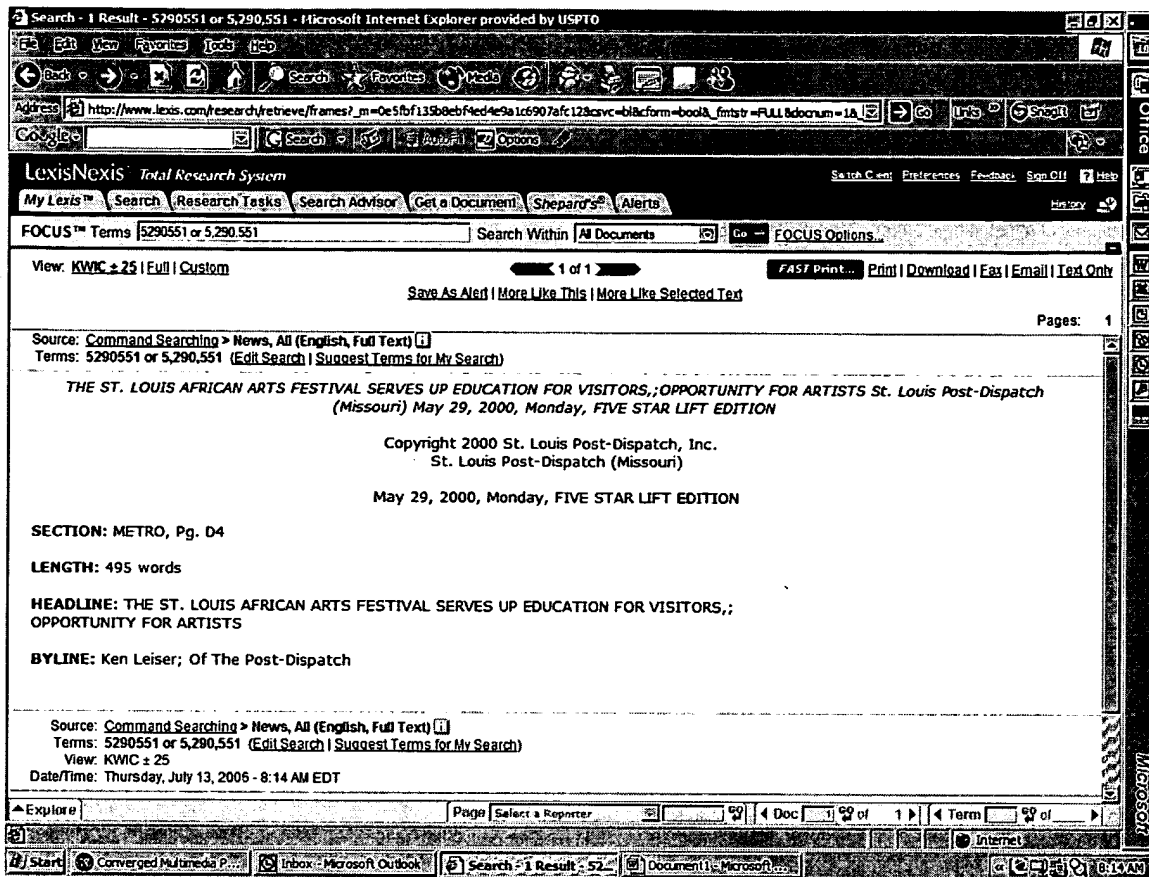 Search - 1 Result - 5290551 or 5,290,551 - Microsoft Internet Explorer provided by USPTO
File Edit View Favorites Tools Help
Back Search Favorites Media
Address http://www.lexis.com/research/retrieve/frames?_m=0e5fbf135b8ebf4ed4e9a1c6907afc12&csvc=bl&cform=bool&_fmtstr=FULL&docnum=1&_ Go Links SnagIt
Google Search AutoFill Options
LexisNexis Total Research System Switch Client Preferences Feedback Sign Off ? Help
My Lexis™ Search Research Tasks Search Advisor Get a Document Shepard's® Alerts History
FOCUS™ Terms 5290551 or 5,290,551 Search Within All Documents Go → FOCUS Options...
View: KWIC ± 25 | Full | Custom 1 of 1 FAST Print... Print | Download | Fax | Email | Text Only
Save As Alert | More Like This | More Like Selected Text
Pages: 1
Source: Command Searching > News, All (English, Full Text) i
Terms: 5290551 or 5,290,551 (Edit Search | Suggest Terms for My Search)
THE ST. LOUIS AFRICAN ARTS FESTIVAL SERVES UP EDUCATION FOR VISITORS,;OPPORTUNITY FOR ARTISTS St. Louis Post-Dispatch
(Missouri) May 29, 2000, Monday, FIVE STAR LIFT EDITION
Copyright 2000 St. Louis Post-Dispatch, Inc.
St. Louis Post-Dispatch (Missouri)
May 29, 2000, Monday, FIVE STAR LIFT EDITION
SECTION: METRO, Pg. D4
LENGTH: 495 words
HEADLINE: THE ST. LOUIS AFRICAN ARTS FESTIVAL SERVES UP EDUCATION FOR VISITORS,;
OPPORTUNITY FOR ARTISTS
BYLINE: Ken Leiser; Of The Post-Dispatch
Source: Command Searching > News, All (English, Full Text) i
Terms: 5290551 or 5,290,551 (Edit Search | Suggest Terms for My Search)
View: KWIC ± 25
Date/Time: Thursday, July 13, 2006 - 8:14 AM EDT
Explore Page Select a Reporter GO Doc 1 GO of 1 Term GO of
Internet
Start Converged Multimedia P... Inbox - Microsoft Outlook Search - 1 Result - 52... Document1 - Microsoft... 8:14 AM
Office
Microsoft